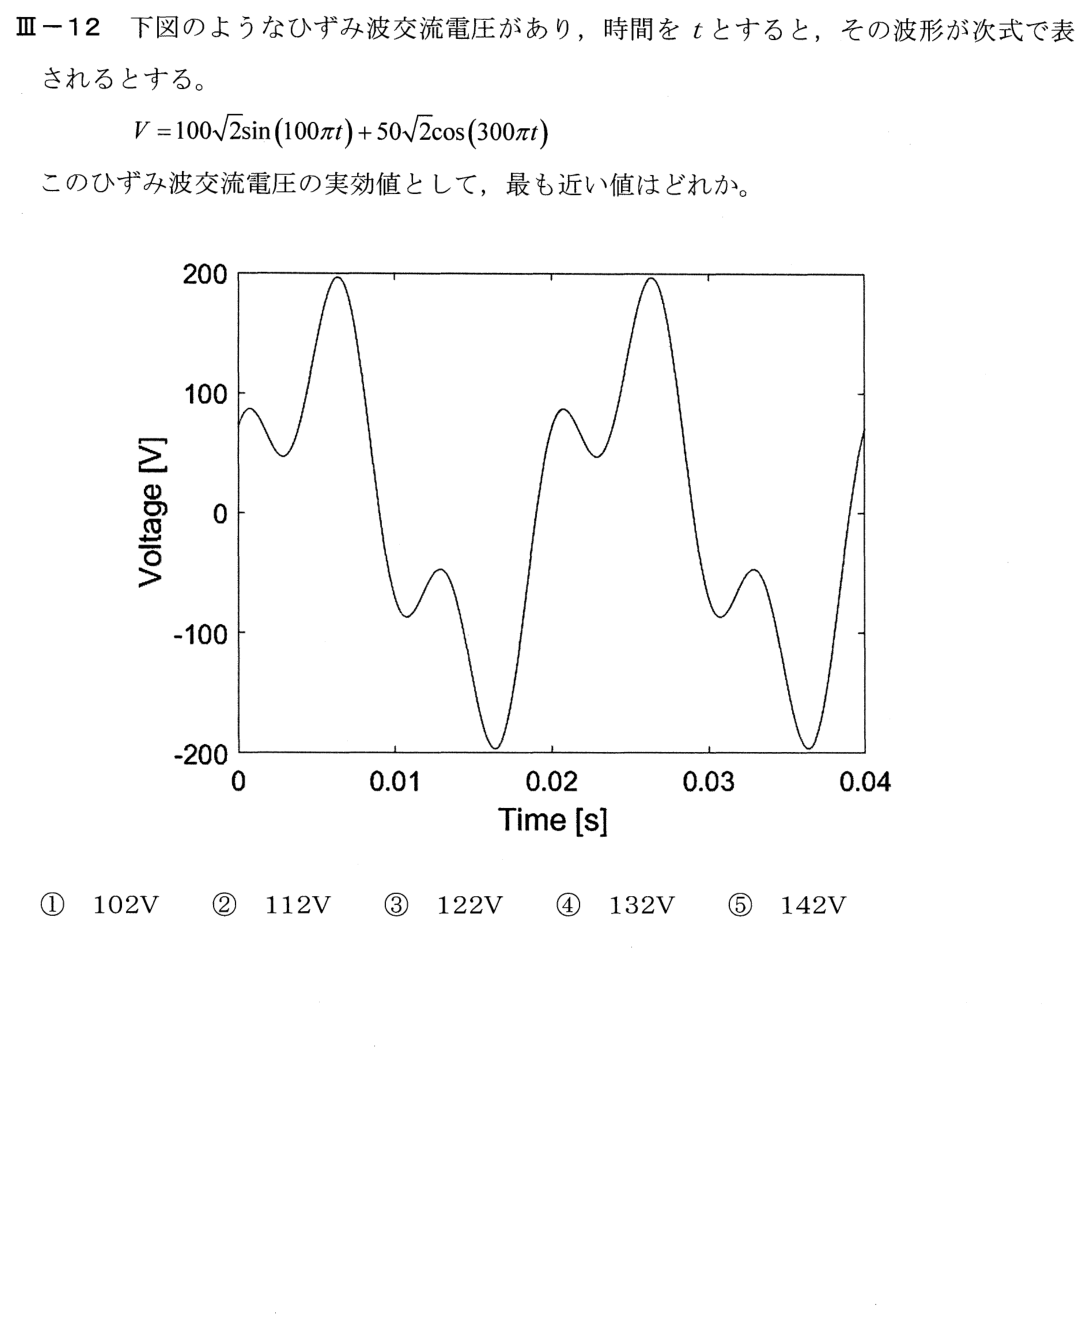 Ⅲ－12　下図のようなひずみ波交流電圧があり，時間を t とすると，その波形が次式で表
されるとする。
V = 100√2sin(100πt) + 50√2cos(300πt)
このひずみ波交流電圧の実効値として，最も近い値はどれか。
200
100
0
-100
-200
Voltage [V]
0 0.01 0.02 0.03 0.04
Time [s]
① 102V ② 112V ③ 122V ④ 132V ⑤ 142V